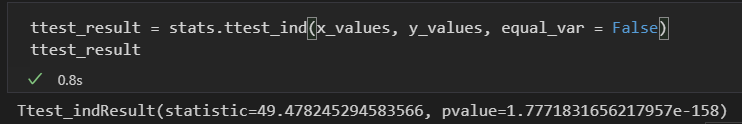 ttest_result = stats.ttest_ind(x_values, y_values, equal_var = False)
ttest_result
0.8s
Ttest_indResult(statistic=49.478245294583566, pvalue=1.7771831656217957e-158)